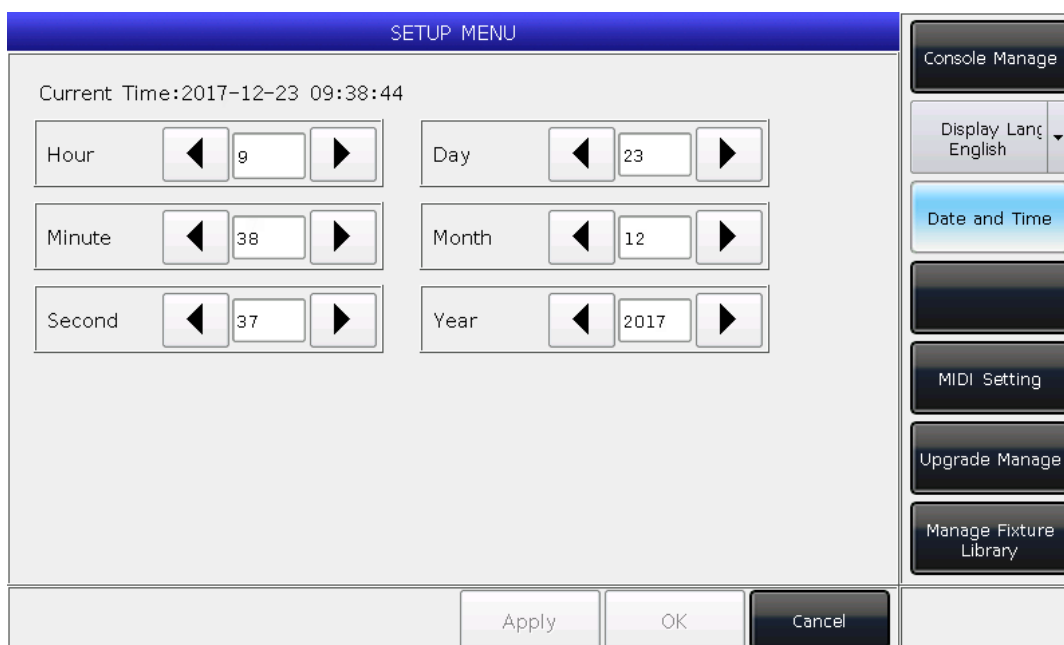 SETUP MENU
Current Time:2017-12-23 09:38:44
Hour 9 Day 23
Minute 38 Month 12
Second 37 Year 2017
Apply OK Cancel
Console Manage
Display Lang
English
Date and Time
MIDI Setting
Upgrade Manage
Manage Fixture
Library